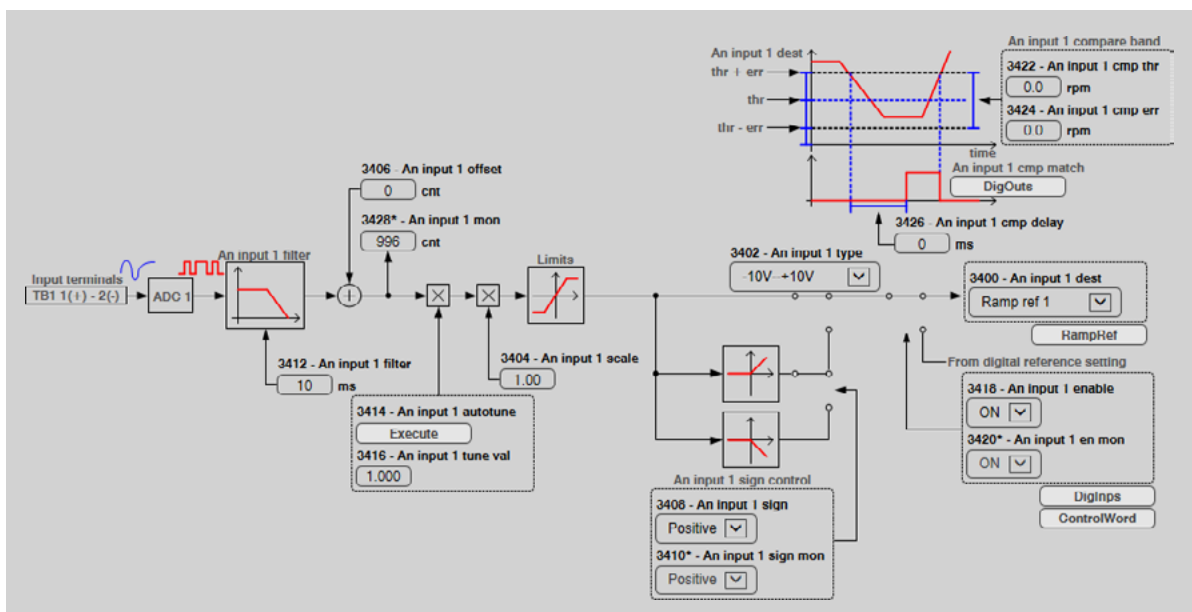 An input 1 compare band
An input 1 dest
3422 - An input 1 cmp thr
thr + err
0.0 rpm
thr
3424 - An input 1 cmp err
0.0 rpm
thr - err
time
An input 1 cmp match
DigOuts
3406 - An input 1 offset
0 cnt
3428* - An input 1 mon
996 cnt
3426 - An input 1 cmp delay
0 ms
An input 1 filter
Limits
3402 - An input 1 type
-10V...+10V
Input terminals
TB1 1(+) - 2(-)
ADC 1
3400 - An input 1 dest
Ramp ref 1
RampRef
3412 - An input 1 filter
10 ms
3404 - An input 1 scale
1.00
From digital reference setting
3414 - An input 1 autotune
Execute
3416 - An input 1 tune val
1.000
3418 - An input 1 enable
ON
3420* - An input 1 en mon
ON
An input 1 sign control
3408 - An input 1 sign
Positive
3410* - An input 1 sign mon
Positive
DigInps
ControlWord